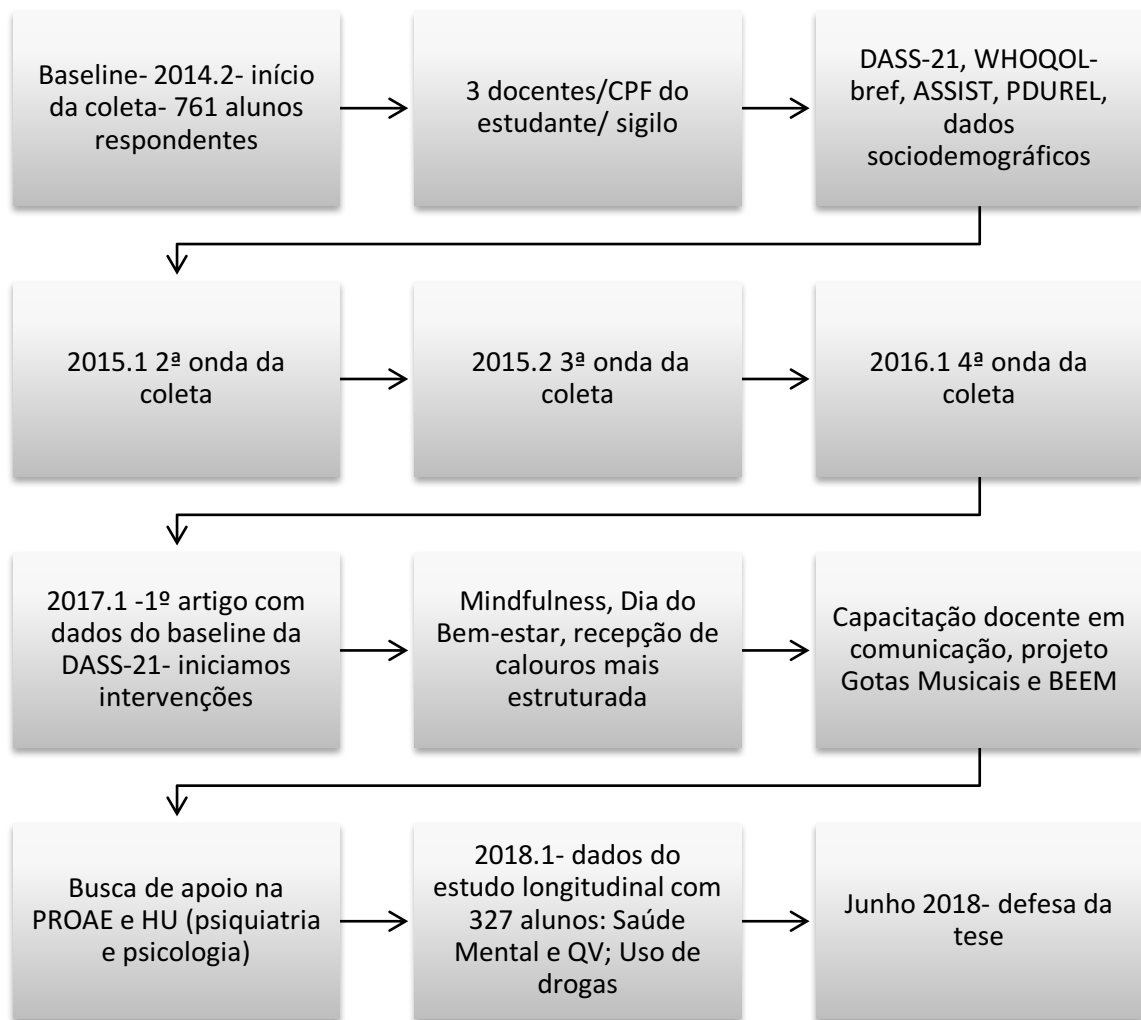 Baseline- 2014.2- início
da coleta- 761 alunos
respondentes
3 docentes/CPF do
estudante/ sigilo
DASS-21, WHOQOL-
bref, ASSIST, PDUREL,
dados
sociodemográficos
2015.1 2ª onda da
coleta
2015.2 3ª onda da
coleta
2016.1 4ª onda da
coleta
2017.1 -1º artigo com
dados do baseline da
DASS-21- iniciamos
intervenções
Mindfulness, Dia do
Bem-estar, recepção de
calouros mais
estruturada
Capacitação docente em
comunicação, projeto
Gotas Musicais e BEEM
Busca de apoio na
PROAE e HU (psiquiatria
e psicologia)
2018.1- dados do
estudo longitudinal com
327 alunos: Saúde
Mental e QV; Uso de
drogas
Junho 2018- defesa da
tese